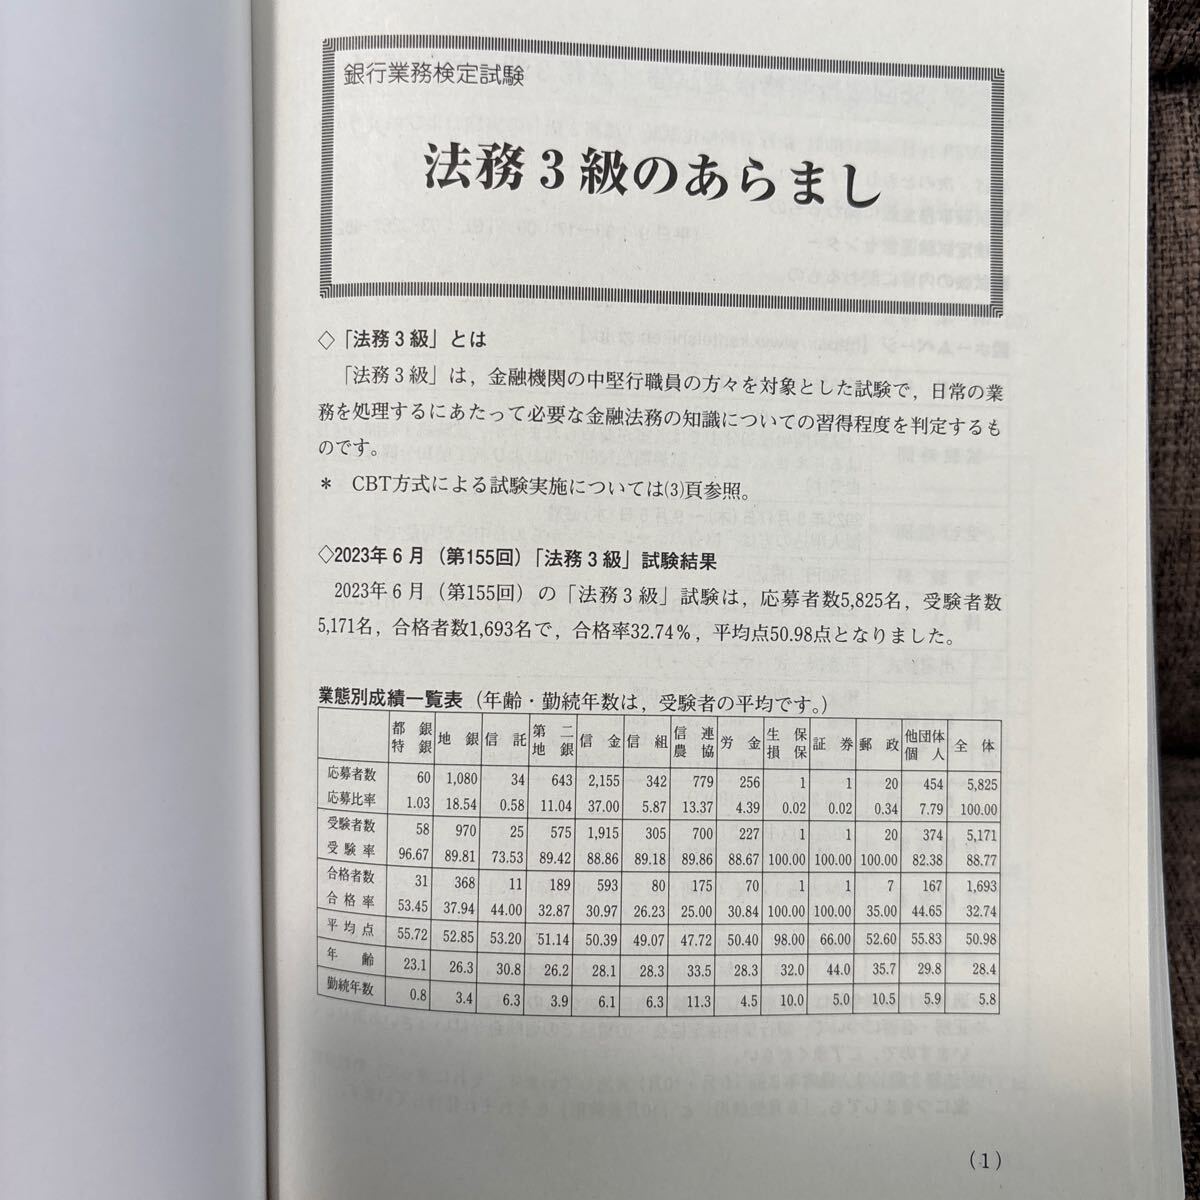 銀行業務検定試験
法務3級のあらまし
◇「法務3級」とは
「法務3級」は，金融機関の中堅行職員の方々を対象とした試験で，日常の業
務を処理するにあたって必要な金融法務の知識についての習得程度を判定するも
のです。
＊　CBT方式による試験実施については(3)頁参照。
◇2023年6月（第155回）「法務3級」試験結果
2023年6月（第155回）の「法務3級」試験は，応募者数5,825名，受験者数
5,171名，合格者数1,693名で，合格率32.74％，平均点50.98点となりました。
業態別成績一覧表（年齢・勤続年数は，受験者の平均です。）
都銀特銀 地銀 信託 第二地銀 信金 信組 信連農協 労金 生保損保 証券 郵政 他団体個人 全体
応募者数 60 1,080 34 643 2,155 342 779 256 1 1 20 454 5,825
応募比率 1.03 18.54 0.58 11.04 37.00 5.87 13.37 4.39 0.02 0.02 0.34 7.79 100.00
受験者数 58 970 25 575 1,915 305 700 227 1 1 20 374 5,171
受験率 96.67 89.81 73.53 89.42 88.86 89.18 89.86 88.67 100.00 100.00 100.00 82.38 88.77
合格者数 31 368 11 189 593 80 175 70 1 1 7 167 1,693
合格率 53.45 37.94 44.00 32.87 30.97 26.23 25.00 30.84 100.00 100.00 35.00 44.65 32.74
平均点 55.72 52.85 53.20 51.14 50.39 49.07 47.72 50.40 98.00 66.00 52.60 55.83 50.98
年齢 23.1 26.3 30.8 26.2 28.1 28.3 33.5 28.3 32.0 44.0 35.7 29.8 28.4
勤続年数 0.8 3.4 6.3 3.9 6.1 6.3 11.3 4.5 10.0 5.0 10.5 5.9 5.8
(1)